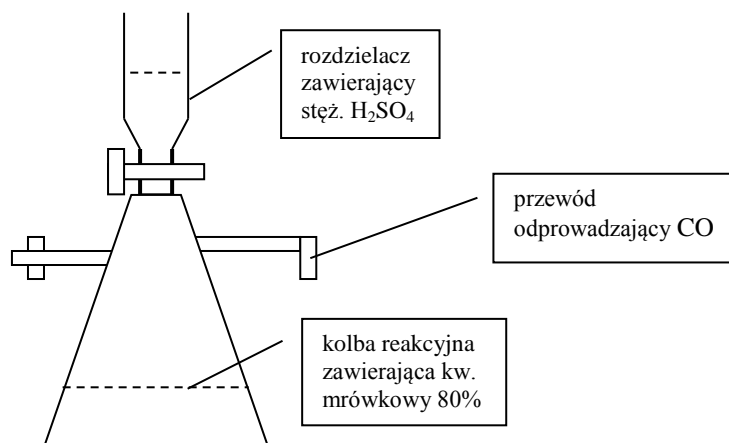 rozdzielacz
zawierający
stęż. H₂SO₄
przewód
odprowadzający CO
kolba reakcyjna
zawierająca kw.
mrówkowy 80%